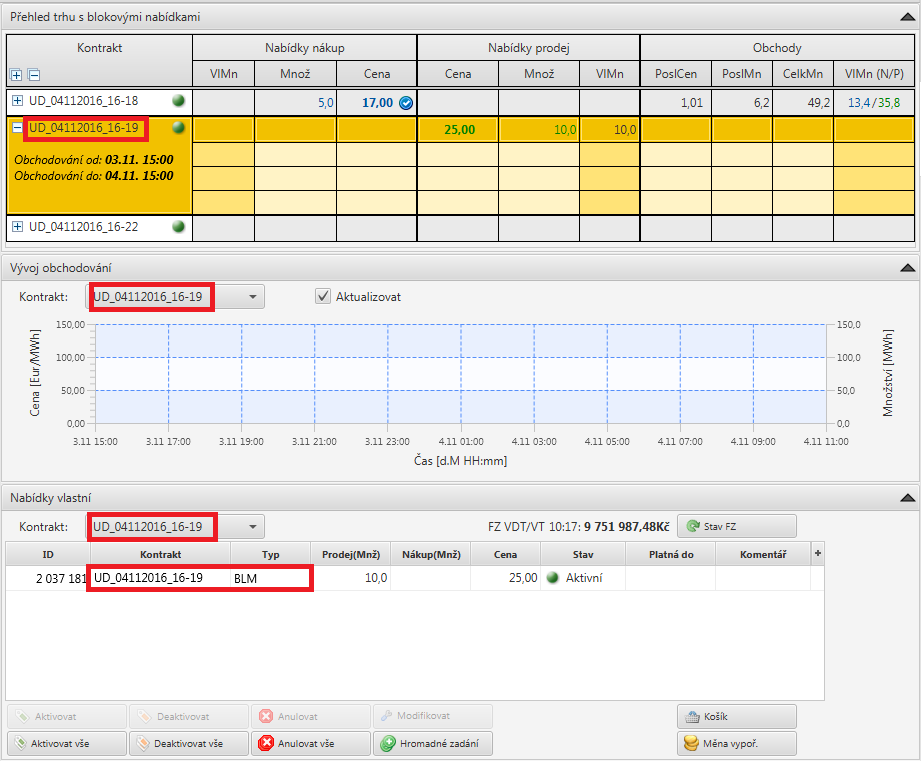 Přehled trhu s blokovými nabídkami
Kontrakt Nabídky nákup Nabídky prodej Obchody
VlMn Množ Cena Cena Množ VlMn PoslCen PoslMn CelkMn VlMn (N/P)
UD_04112016_16-18 5,0 17,00 1,01 6,2 49,2 13,4/35,8
UD_04112016_16-19 25,00 10,0 10,0
Obchodování od: 03.11. 15:00
Obchodování do: 04.11. 15:00
UD_04112016_16-22
Vývoj obchodování
Kontrakt: UD_04112016_16-19 Aktualizovat
150,00 150,0
100,00 100,0
50,00 50,0
0,00 0,0
Cena [Eur/MWh]
Množství [MWh]
3.11 15:00 3.11 17:00 3.11 19:00 3.11 21:00 3.11 23:00 4.11 01:00 4.11 03:00 4.11 05:00 4.11 07:00 4.11 09:00 4.11 11:00
Čas [d.M HH:mm]
Nabídky vlastní
Kontrakt: UD_04112016_16-19 FZ VDT/VT 10:17: 9 751 987,48Kč Stav FZ
ID Kontrakt Typ Prodej(Mnž) Nákup(Mnž) Cena Stav Platná do Komentář +
2 037 181 UD_04112016_16-19 BLM 10,0 25,00 Aktivní
Aktivovat Deaktivovat Anulovat Modifikovat Košík
Aktivovat vše Deaktivovat vše Anulovat vše Hromadné zadání Měna vypoř.